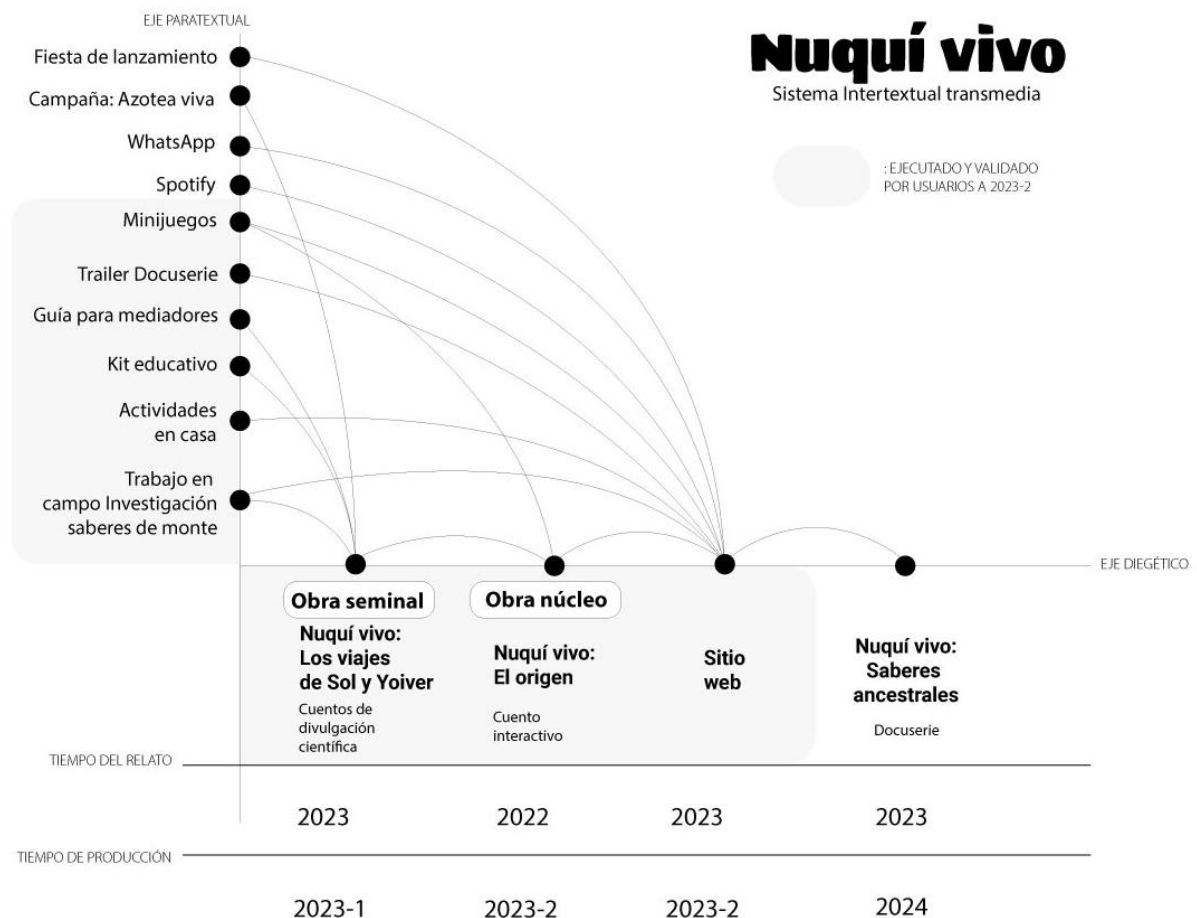 EJE PARATEXTUAL
Nuquí vivo
Sistema Intertextual transmedia
: EJECUTADO Y VALIDADO
POR USUARIOS A 2023-2
Fiesta de lanzamiento
Campaña: Azotea viva
WhatsApp
Spotify
Minijuegos
Trailer Docuserie
Guía para mediadores
Kit educativo
Actividades
en casa
Trabajo en
campo Investigación
saberes de monte
EJE DIEGÉTICO
Obra seminal
Nuquí vivo:
Los viajes
de Sol y Yoiver
Cuentos de
divulgación
científica
Obra núcleo
Nuquí vivo:
El origen
Cuento
interactivo
Sitio
web
Nuquí vivo:
Saberes
ancestrales
Docuserie
TIEMPO DEL RELATO
2023 2022 2023 2023
TIEMPO DE PRODUCCIÓN
2023-1 2023-2 2023-2 2024